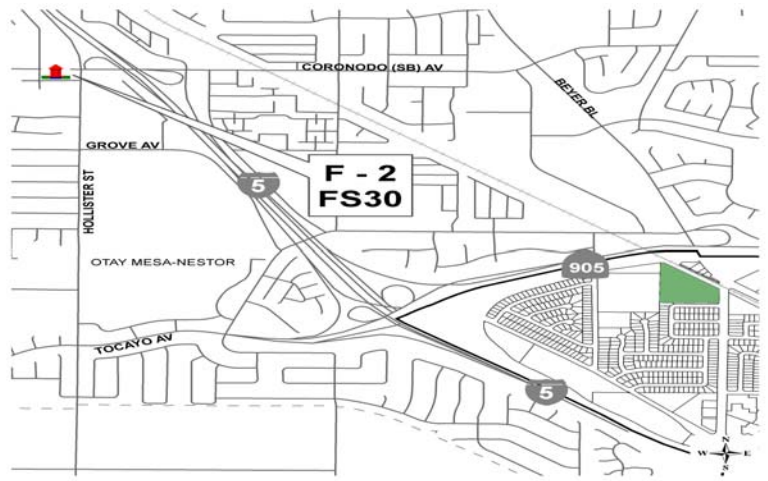 CORONODO (SB) AV
BEYER BL
GROVE AV
F - 2
FS30
5
HOLLISTER ST
OTAY MESA-NESTOR
905
TOCAYO AV
5
N
W E
S